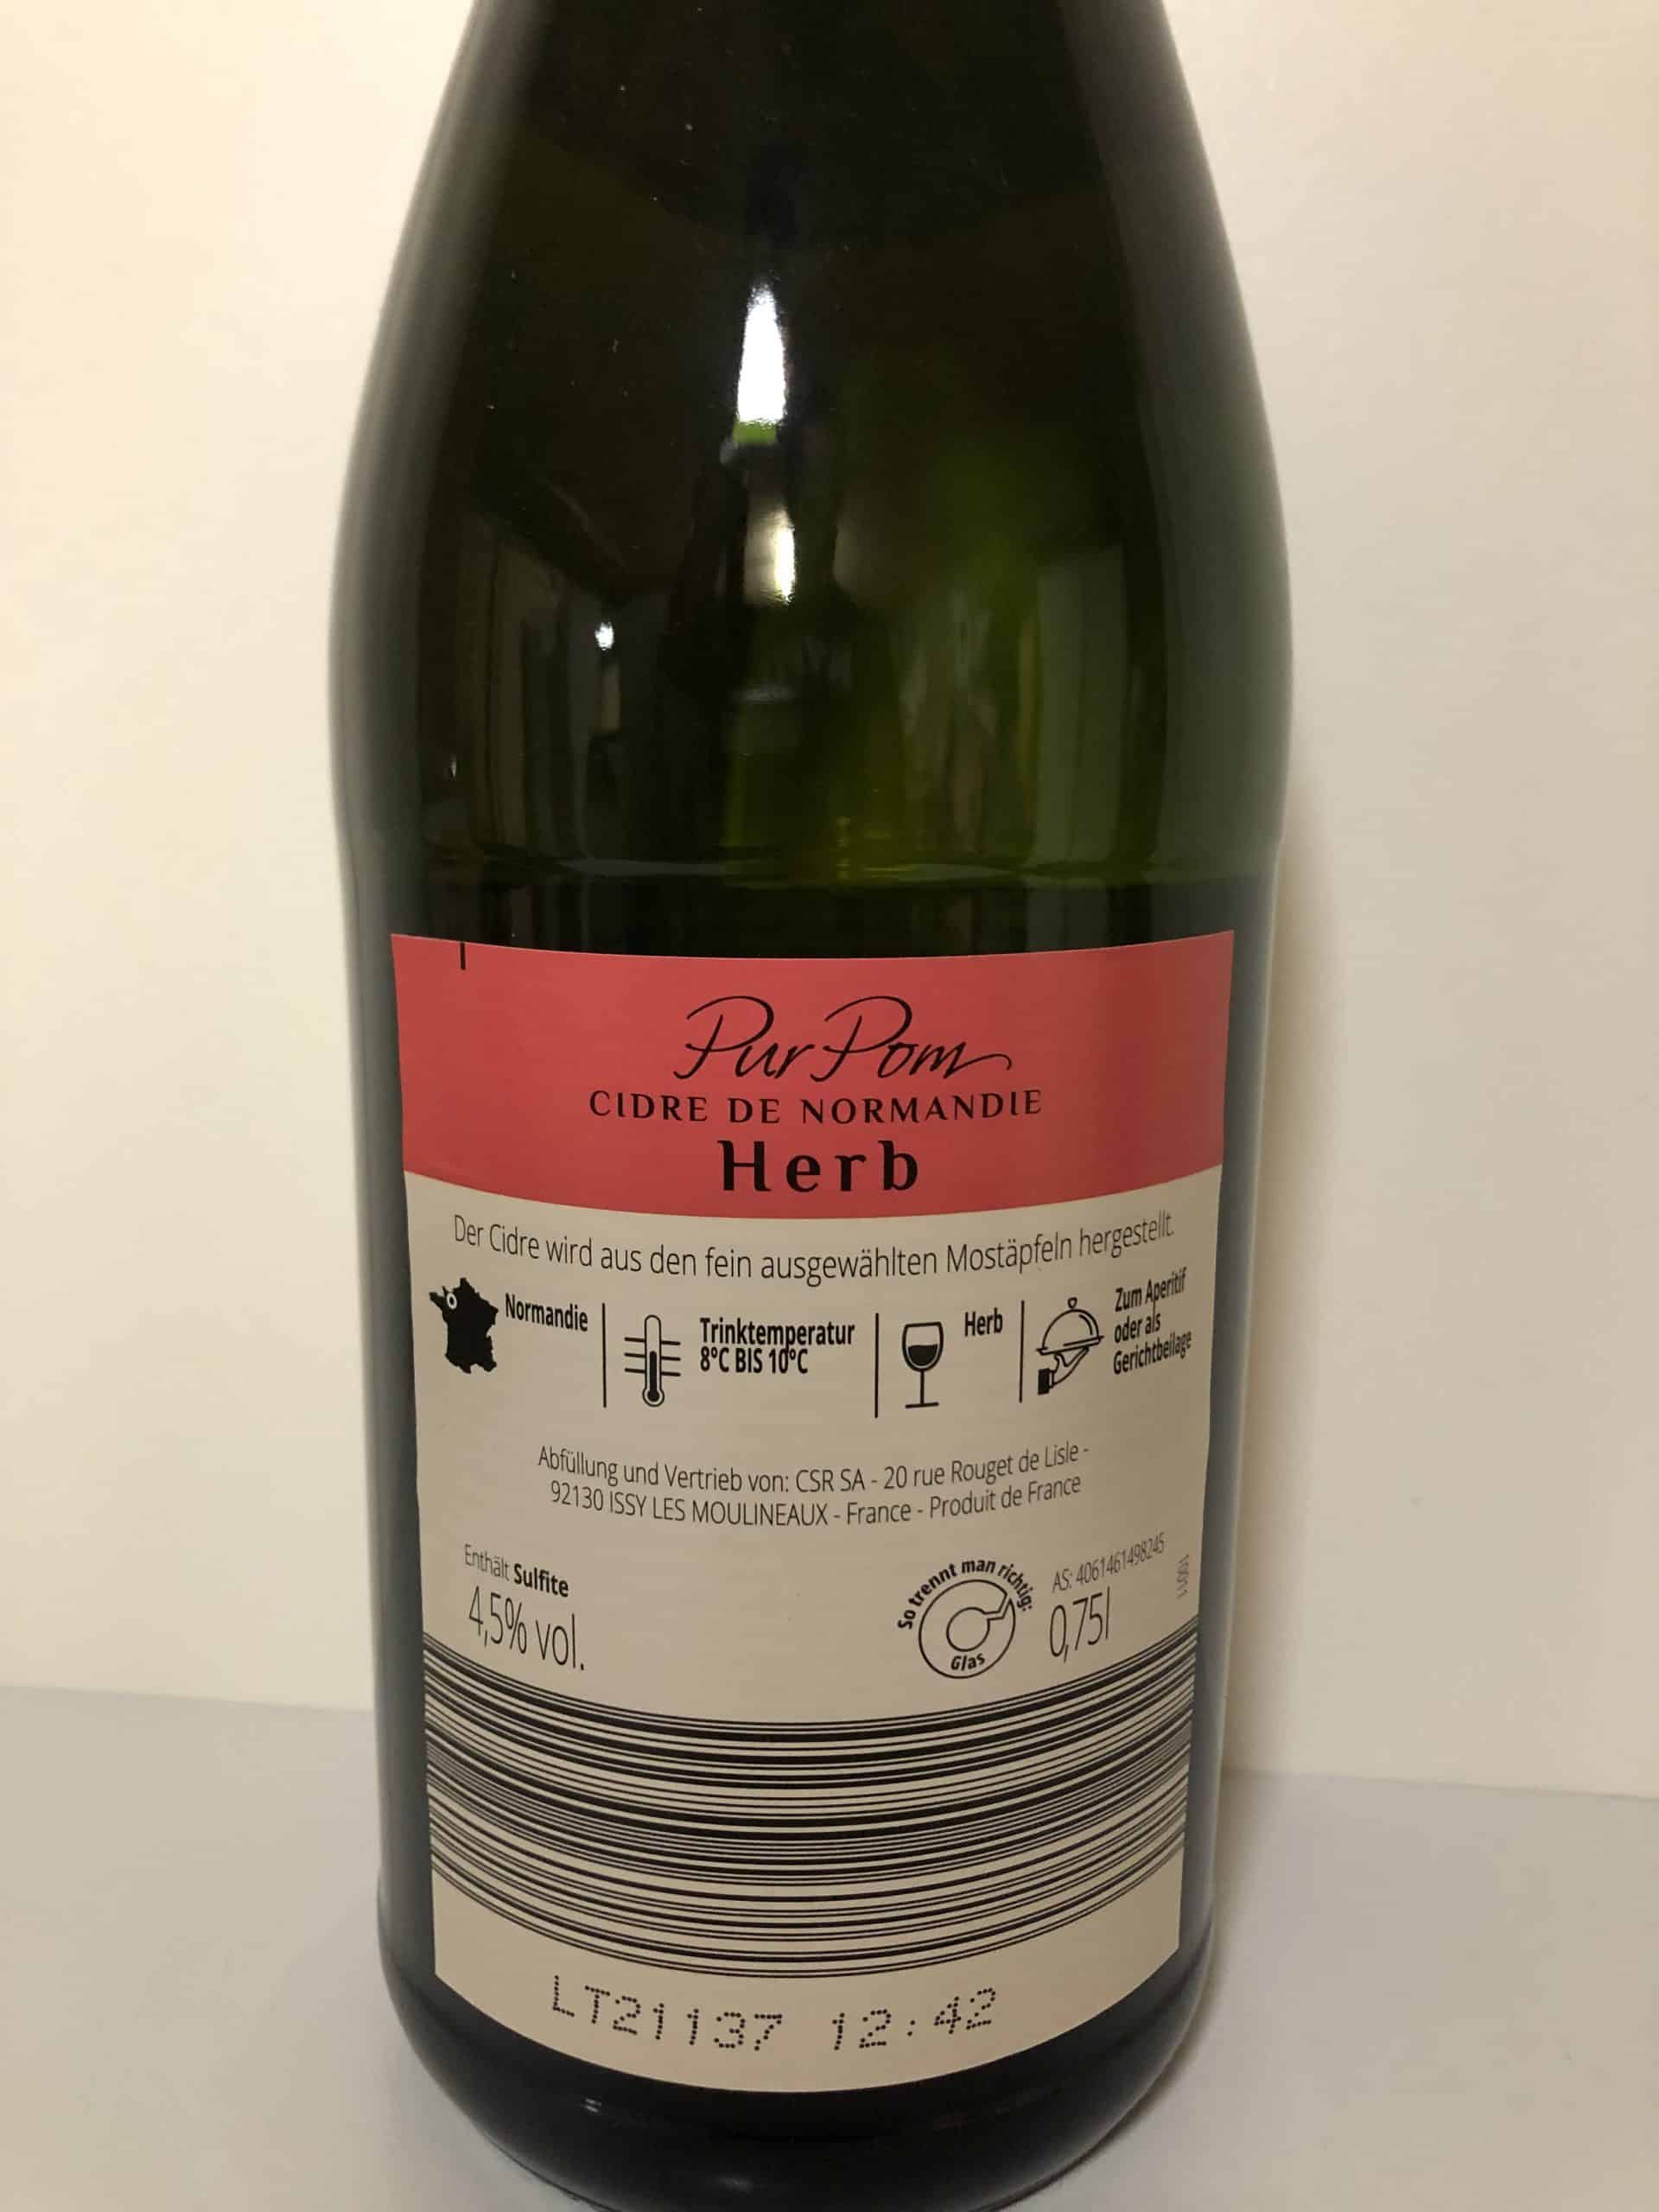 Pur Pom
CIDRE DE NORMANDIE
Herb
Der Cidre wird aus den fein ausgewählten Mostäpfeln hergestellt.
Normandie
Trinktemperatur
8°C BIS 10°C
Herb
Zum Aperitif
oder als
Gerichtbeilage
Abfüllung und Vertrieb von: CSR SA - 20 rue Rouget de Lisle -
92130 ISSY LES MOULINEAUX - France - Produit de France
Enthält Sulfite
4,5% vol.
So trennt man richtig:
Glas
AS: 4061461498245
0,75l
LT21137 12:42